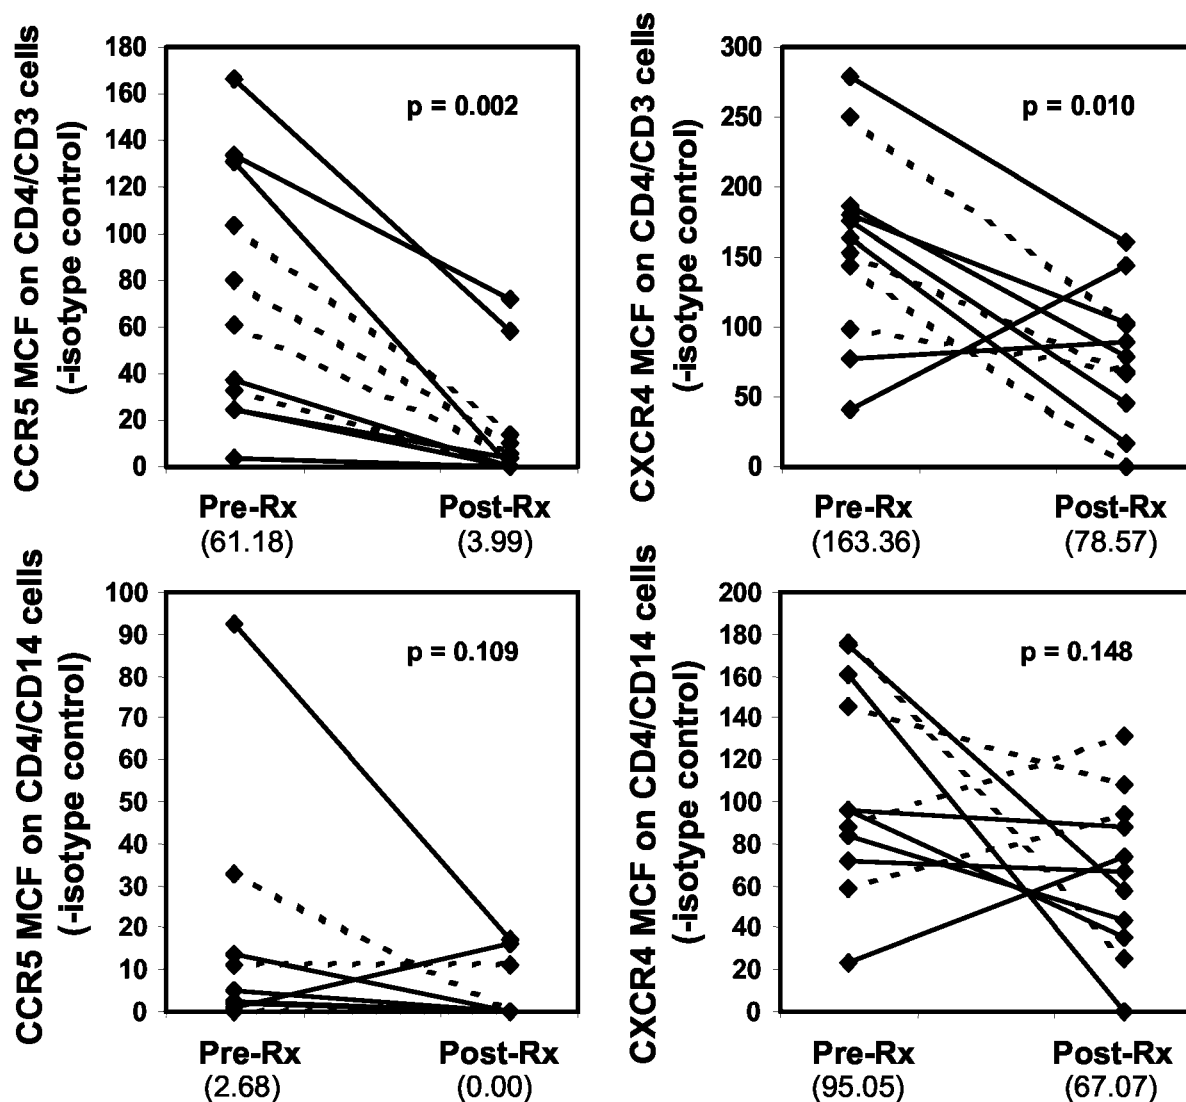 CCR5 MCF on CD4/CD3 cells
(-isotype control)
180
160
140
120
100
80
60
40
20
0
p = 0.002
Pre-Rx
(61.18)
Post-Rx
(3.99)
CXCR4 MCF on CD4/CD3 cells
(-isotype control)
300
250
200
150
100
50
0
p = 0.010
Pre-Rx
(163.36)
Post-Rx
(78.57)
CCR5 MCF on CD4/CD14 cells
(-isotype control)
100
90
80
70
60
50
40
30
20
10
0
p = 0.109
Pre-Rx
(2.68)
Post-Rx
(0.00)
CXCR4 MCF on CD4/CD14 cells
(-isotype control)
200
180
160
140
120
100
80
60
40
20
0
p = 0.148
Pre-Rx
(95.05)
Post-Rx
(67.07)